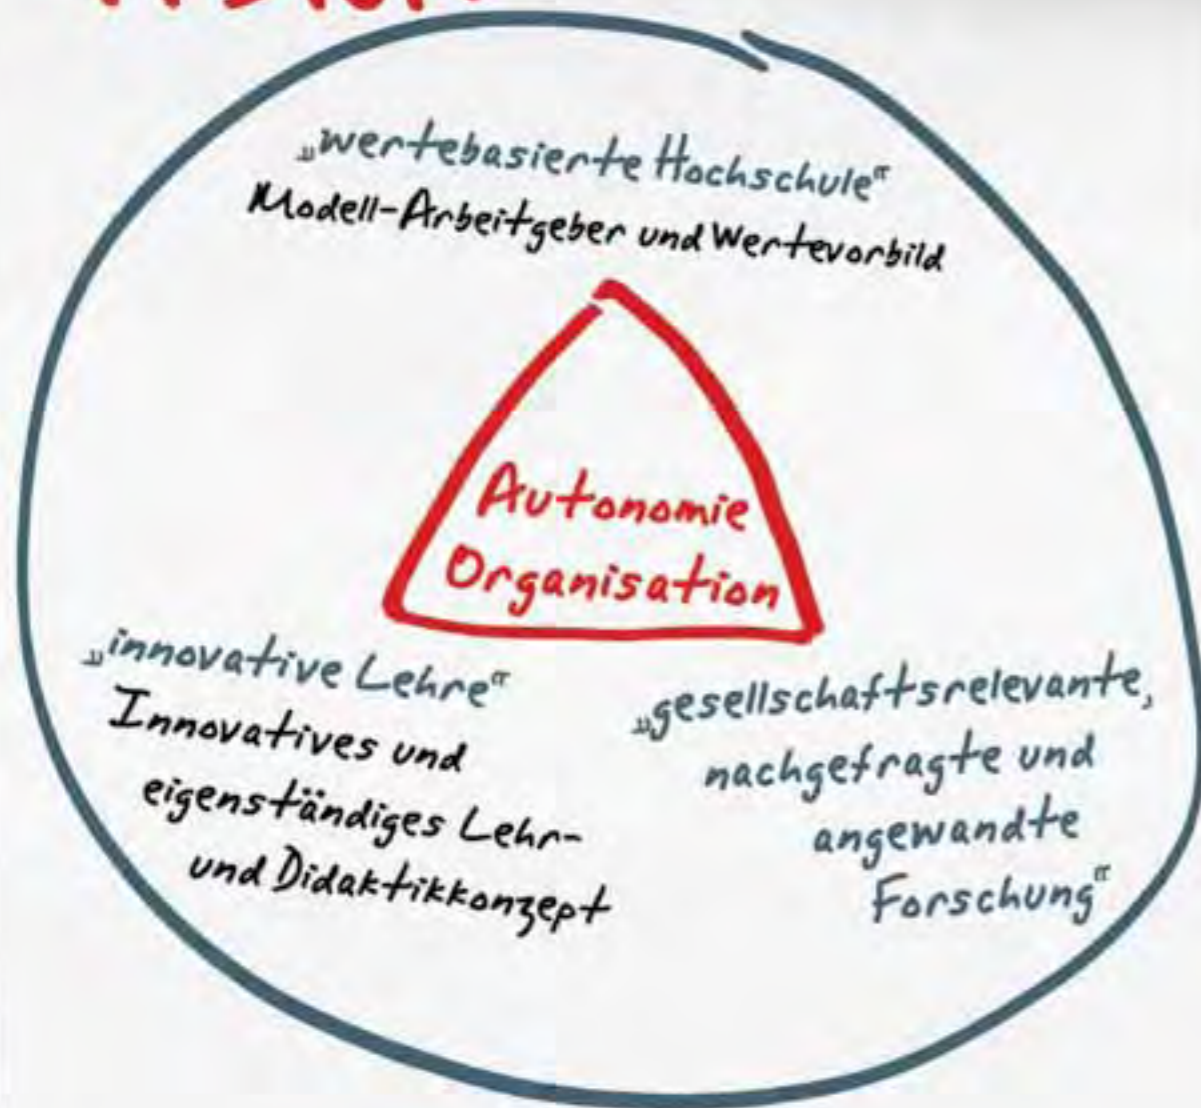 „wertebasierte Hochschule“
Modell-Arbeitgeber und Wertevorbild
Autonomie
Organisation
„innovative Lehre“
Innovatives und
eigenständiges Lehr-
und Didaktikkonzept
„gesellschaftsrelevante,
nachgefragte und
angewandte
Forschung“